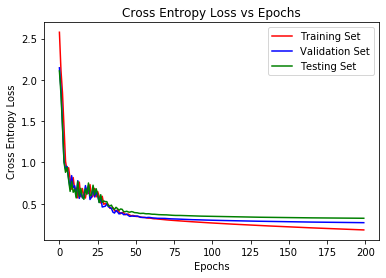 Cross Entropy Loss vs Epochs
Training Set
Validation Set
Testing Set
Cross Entropy Loss
2.5
2.0
1.5
1.0
0.5
0 25 50 75 100 125 150 175 200
Epochs